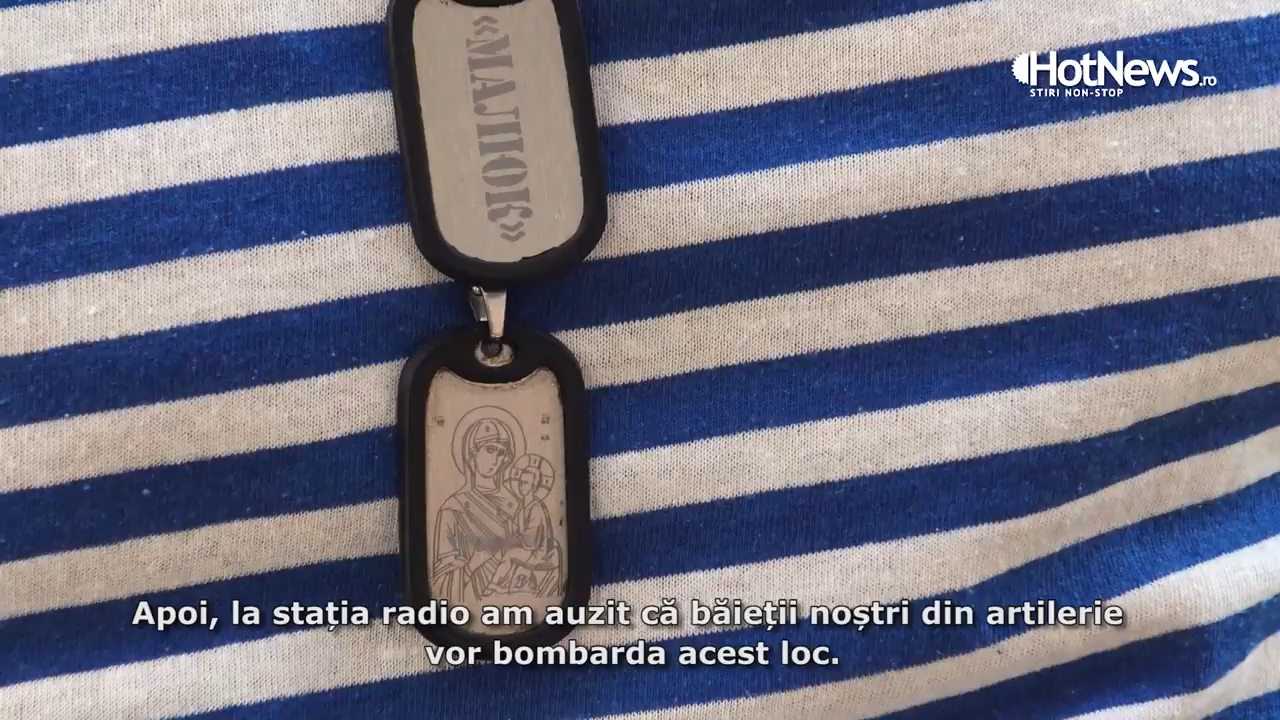 «МАЛЮК»
HotNews.ro
STIRI NON-STOP
Apoi, la stația radio am auzit că băieții noștri din artilerie
vor bombarda acest loc.